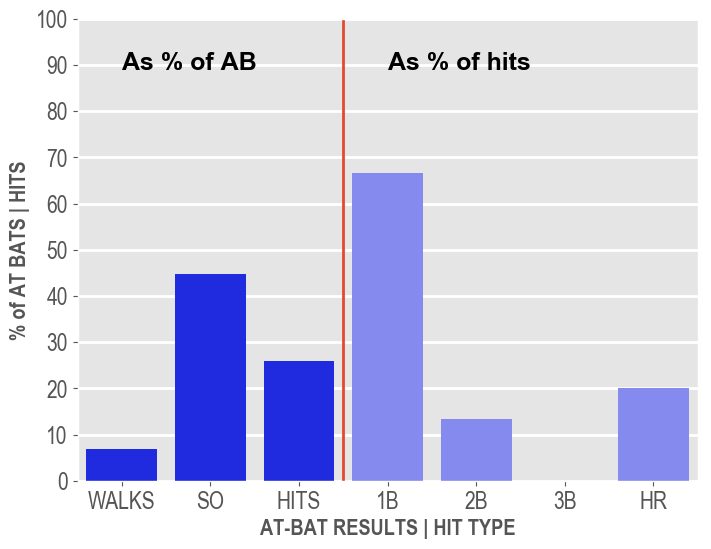 100
90
80
70
60
50
40
30
20
10
0
% of AT BATS | HITS
As % of AB
As % of hits
WALKS SO HITS 1B 2B 3B HR
AT-BAT RESULTS | HIT TYPE